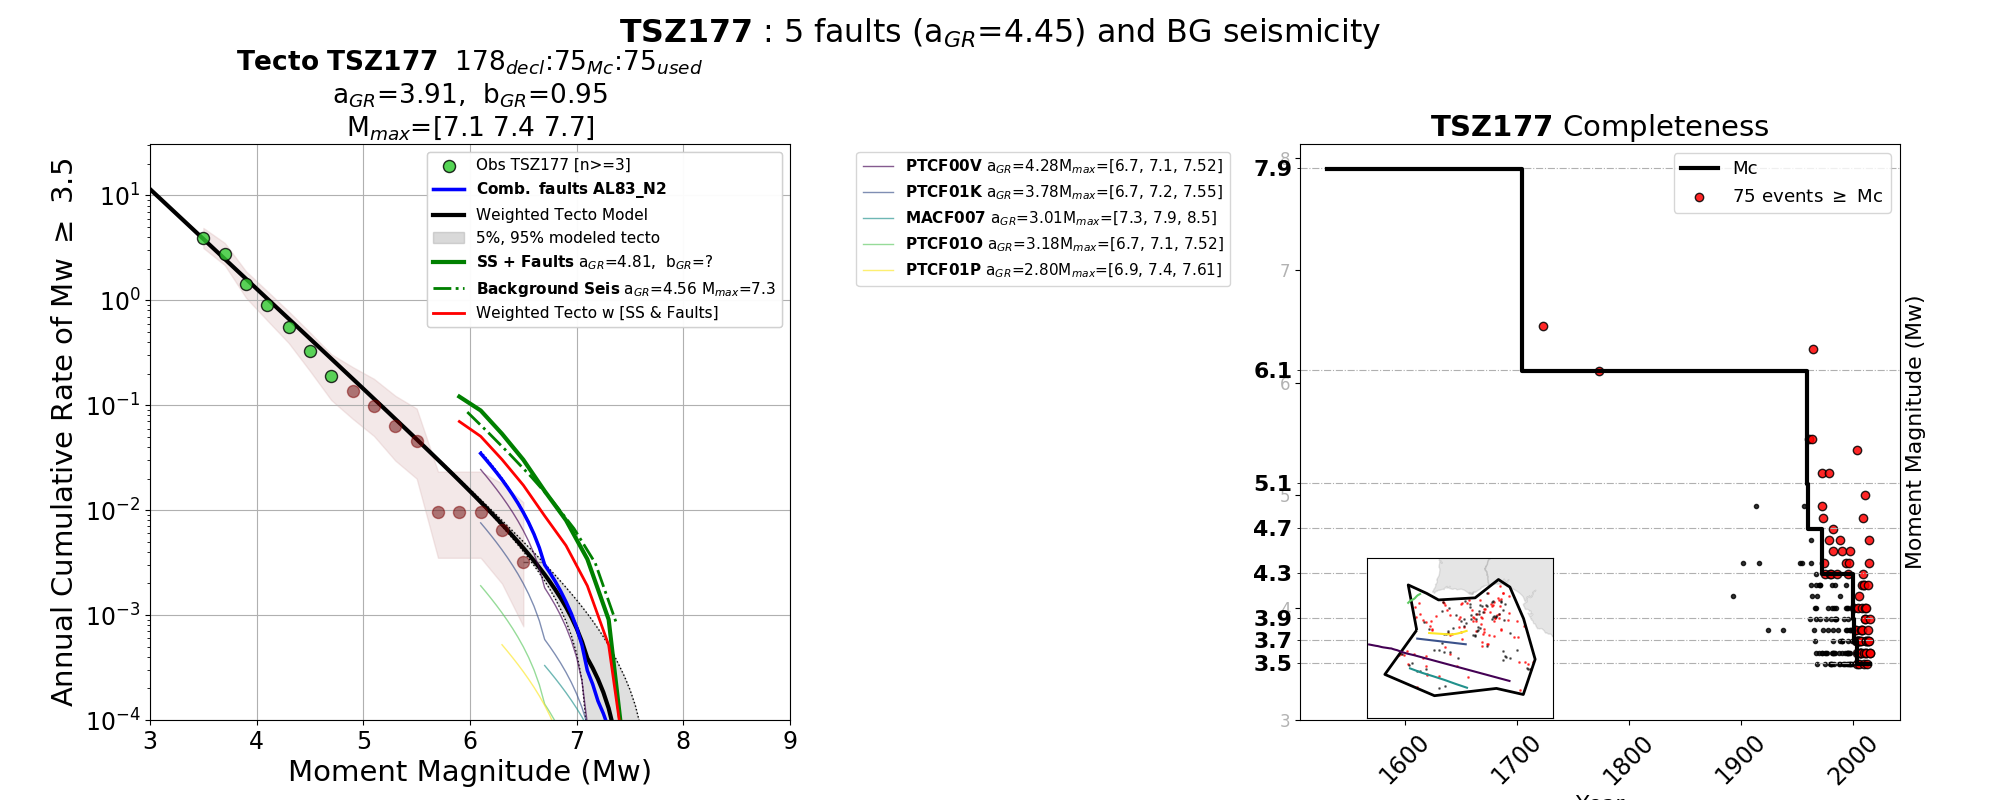 TSZ177 : 5 faults (aGR=4.45) and BG seismicity
Tecto TSZ177 178decl:75Mc:75used
aGR=3.91, bGR=0.95
Mmax=[7.1 7.4 7.7]
Annual Cumulative Rate of Mw ≥ 3.5
10^1
10^0
10^−1
10^−2
10^−3
10^−4
3 4 5 6 7 8 9
Moment Magnitude (Mw)
Obs TSZ177 [n>=3]
Comb. faults AL83_N2
Weighted Tecto Model
5%, 95% modeled tecto
SS + Faults aGR=4.81, bGR=?
Background Seis aGR=4.56 Mmax=7.3
Weighted Tecto w [SS & Faults]
PTCF00V aGR=4.28Mmax=[6.7, 7.1, 7.52]
PTCF01K aGR=3.78Mmax=[6.7, 7.2, 7.55]
MACF007 aGR=3.01Mmax=[7.3, 7.9, 8.5]
PTCF01O aGR=3.18Mmax=[6.7, 7.1, 7.52]
PTCF01P aGR=2.80Mmax=[6.9, 7.4, 7.61]
TSZ177 Completeness
Mc
75 events ≥ Mc
8
7.9
7
6.1
6
5.1
5
4.7
4.3
4
3.9
3.7
3.5
3
Moment Magnitude (Mw)
1600 1700 1800 1900 2000
Year